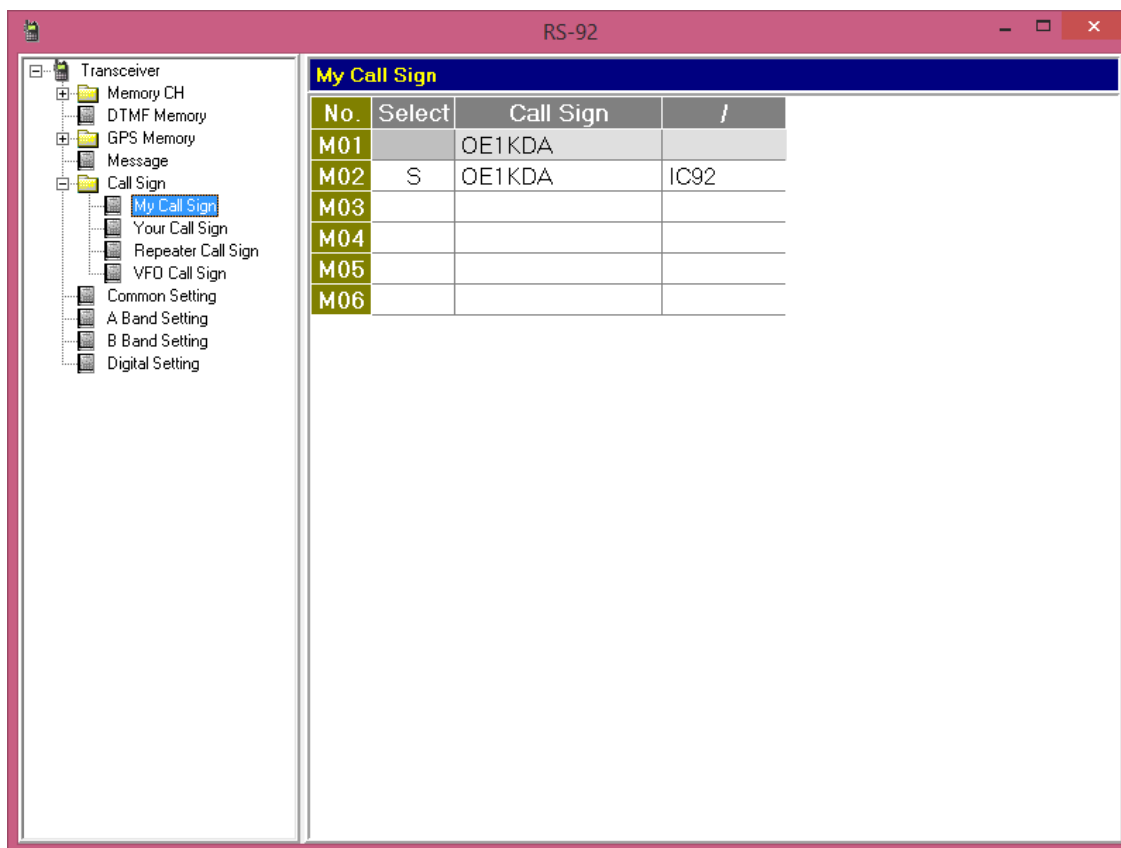 RS-92
Transceiver
Memory CH
DTMF Memory
GPS Memory
Message
Call Sign
My Call Sign
Your Call Sign
Repeater Call Sign
VFO Call Sign
Common Setting
A Band Setting
B Band Setting
Digital Setting
My Call Sign
No. Select Call Sign /
M01 OE1KDA
M02 S OE1KDA IC92
M03
M04
M05
M06